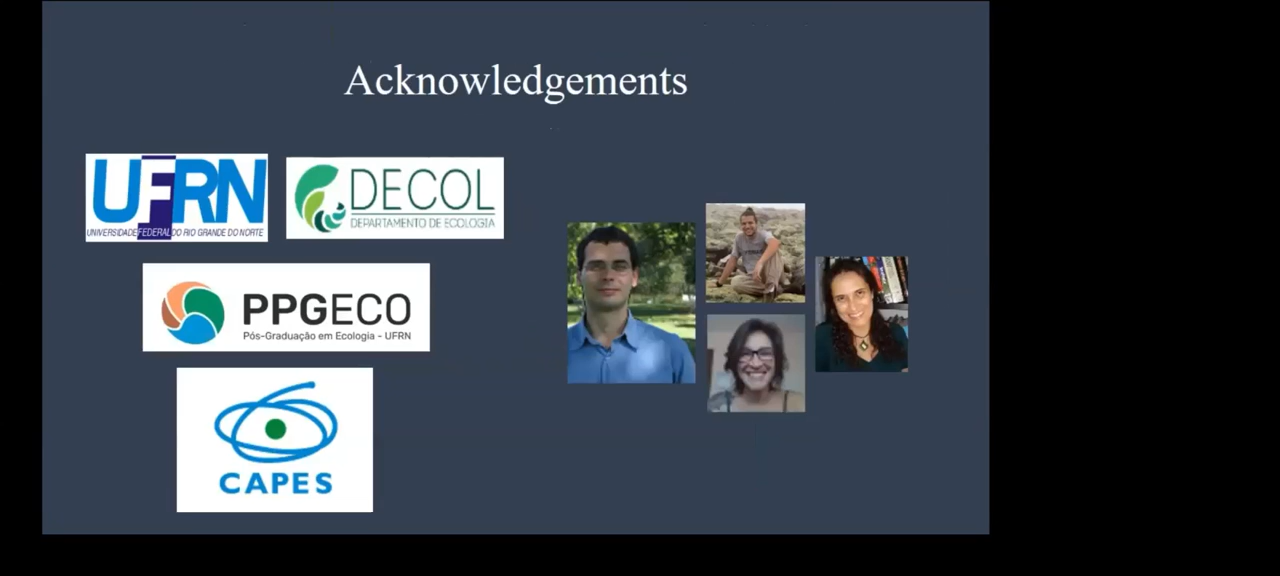 Acknowledgements
UFRN
UNIVERSIDADE FEDERAL DO RIO GRANDE DO NORTE
DECOL
DEPARTAMENTO DE ECOLOGIA
PPGECO
Pós-Graduação em Ecologia - UFRN
CAPES